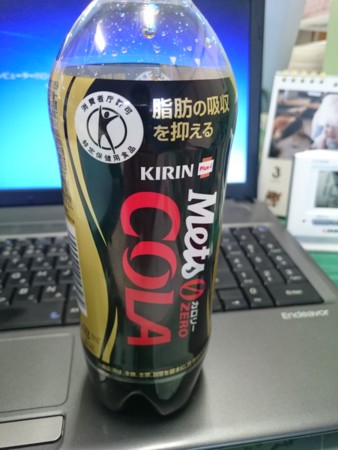 消費者庁許可
特定保健用食品
脂肪の吸収
を抑える
KIRIN
Plus-i
Mets
COLA
0カロリー
ZERO
Endeavor
3